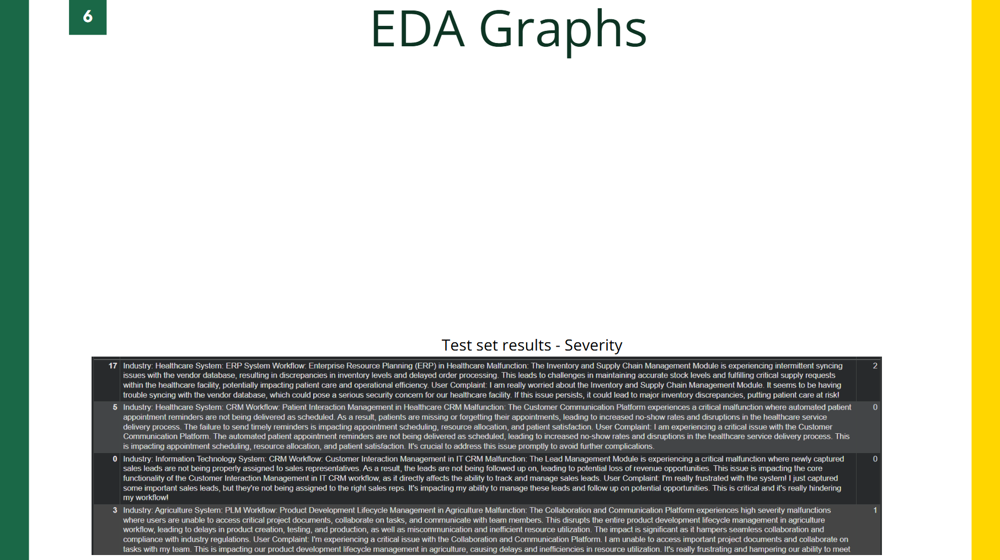 6
EDA Graphs
Test set results - Severity
17 Industry: Healthcare System: ERP System Workflow: Enterprise Resource Planning (ERP) in Healthcare Malfunction: The Inventory and Supply Chain Management Module is experiencing intermittent syncing 2
issues with the vendor database, resulting in discrepancies in inventory levels and delayed order processing. This leads to challenges in maintaining accurate stock levels and fulfilling critical supply requests
within the healthcare facility, potentially impacting patient care and operational efficiency. User Complaint: I am really worried about the Inventory and Supply Chain Management Module. It seems to be having
trouble syncing with the vendor database, which could pose a serious security concern for our healthcare facility. If this issue persists, it could lead to major inventory discrepancies, putting patient care at risk!
5 Industry: Healthcare System: CRM Workflow: Patient Interaction Management in Healthcare CRM Malfunction: The Customer Communication Platform experiences a critical malfunction where automated patient 0
appointment reminders are not being delivered as scheduled. As a result, patients are missing or forgetting their appointments, leading to increased no-show rates and disruptions in the healthcare service
delivery process. The failure to send timely reminders is impacting appointment scheduling, resource allocation, and patient satisfaction. User Complaint: I am experiencing a critical issue with the Customer
Communication Platform. The automated patient appointment reminders are not being delivered as scheduled, leading to increased no-show rates and disruptions in the healthcare service delivery process. This
is impacting appointment scheduling, resource allocation, and patient satisfaction. It's crucial to address this issue promptly to avoid further complications.
0 Industry: Information Technology System: CRM Workflow: Customer Interaction Management in IT CRM Malfunction: The Lead Management Module is experiencing a critical malfunction where newly captured 0
sales leads are not being properly assigned to sales representatives. As a result, the leads are not being followed up on, leading to potential loss of revenue opportunities. This issue is impacting the core
functionality of the Customer Interaction Management in IT CRM workflow, as it directly affects the ability to track and manage sales leads. User Complaint: I'm really frustrated with the system! I just captured
some important sales leads, but they're not being assigned to the right sales reps. It's impacting my ability to manage these leads and follow up on potential opportunities. This is critical and it's really hindering
my workflow!
3 Industry: Agriculture System: PLM Workflow: Product Development Lifecycle Management in Agriculture Malfunction: The Collaboration and Communication Platform experiences high severity malfunctions 1
where users are unable to access critical project documents, collaborate on tasks, and communicate with team members. This disrupts the entire product development lifecycle management in agriculture
workflow, leading to delays in product creation, testing, and production, as well as miscommunication and inefficient resource utilization. The impact is significant as it hampers seamless collaboration and
compliance with industry regulations. User Complaint: I'm experiencing a critical issue with the Collaboration and Communication Platform. I am unable to access important project documents and collaborate on
tasks with my team. This is impacting our product development lifecycle management in agriculture, causing delays and inefficiencies in resource utilization. It's really frustrating and hampering our ability to meet